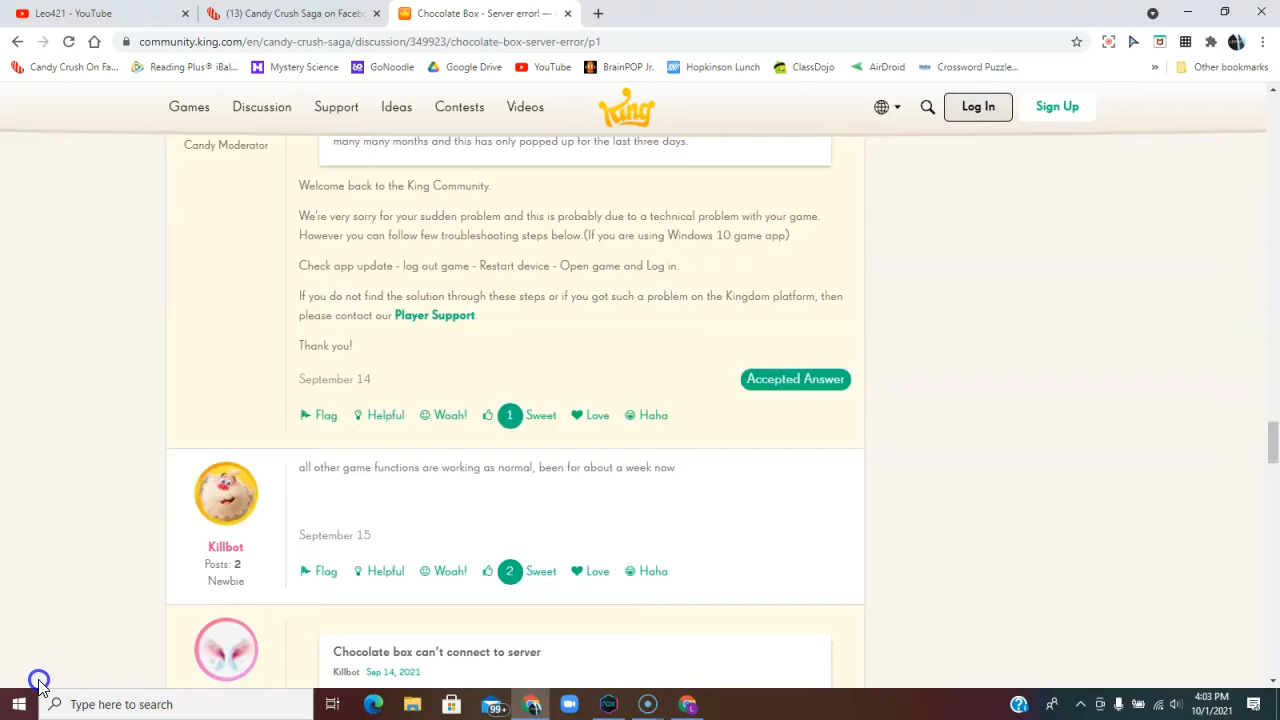 Leo421 - YouTube
(13) Candy Crush Saga on Facebo
Chocolate Box - Server error! —
community.king.com/en/candy-crush-saga/discussion/349923/chocolate-box-server-error/p1
Candy Crush On Fa...
Reading Plus® iBal...
Mystery Science
GoNoodle
Google Drive
YouTube
BrainPOP Jr.
Hopkinson Lunch
ClassDojo
AirDroid
Crossword Puzzle...
»
Other bookmarks
Games
Discussion
Support
Ideas
Contests
Videos
King
Log In
Sign Up
Candy Moderator
many many months and this has only popped up for the last three days.
Welcome back to the King Community.
We're very sorry for your sudden problem and this is probably due to a technical problem with your game.
However you can follow few troubleshooting steps below.(If you are using Windows 10 game app)
Check app update - log out game - Restart device - Open game and Log in.
If you do not find the solution through these steps or if you got such a problem on the Kingdom platform, then
please contact our Player Support.
Thank you!
September 14
Accepted Answer
Flag
Helpful
Woah!
1 Sweet
Love
Haha
all other game functions are working as normal, been for about a week now
September 15
Killbot
Posts: 2
Newbie
Flag
Helpful
Woah!
2 Sweet
Love
Haha
Chocolate box can't connect to server
Killbot Sep 14, 2021
Type here to search
99+
nox
L
4:03 PM
10/1/2021